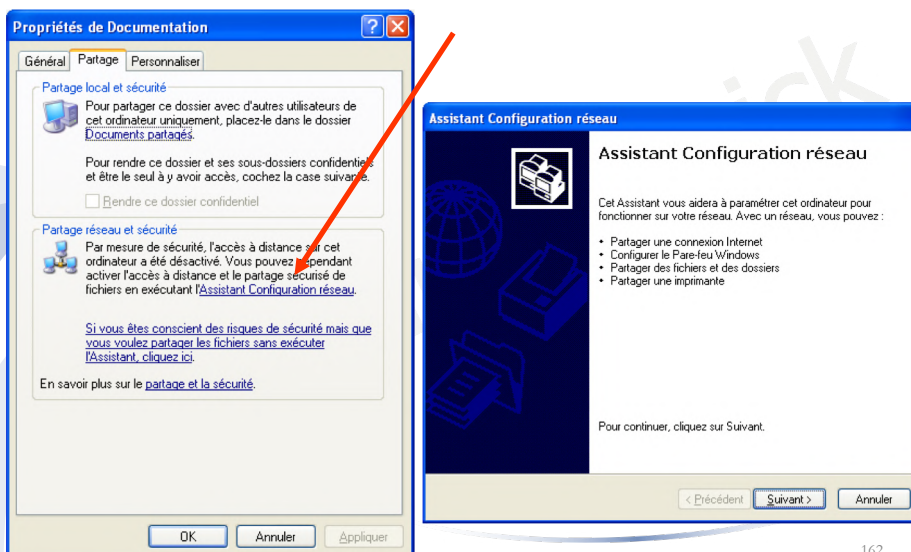 Propriétés de Documentation
Général Partage Personnaliser
Partage local et sécurité
Pour partager ce dossier avec d'autres utilisateurs de
cet ordinateur uniquement, placez-le dans le dossier
Documents partagés.
Pour rendre ce dossier et ses sous-dossiers confidentiels
et être le seul à y avoir accès, cochez la case suivante.
Rendre ce dossier confidentiel
Partage réseau et sécurité
Par mesure de sécurité, l'accès à distance sur cet
ordinateur a été désactivé. Vous pouvez cependant
activer l'accès à distance et le partage sécurisé de
fichiers en exécutant l'Assistant Configuration réseau.
Si vous êtes conscient des risques de sécurité mais que
vous voulez partager les fichiers sans exécuter
l'Assistant, cliquez ici.
En savoir plus sur le partage et la sécurité.
OK Annuler Appliquer
Assistant Configuration réseau
Assistant Configuration réseau
Cet Assistant vous aidera à paramétrer cet ordinateur pour
fonctionner sur votre réseau. Avec un réseau, vous pouvez :
• Partager une connexion Internet
• Configurer le Pare-feu Windows
• Partager des fichiers et des dossiers
• Partager une imprimante
Pour continuer, cliquez sur Suivant.
< Précédent Suivant > Annuler
162